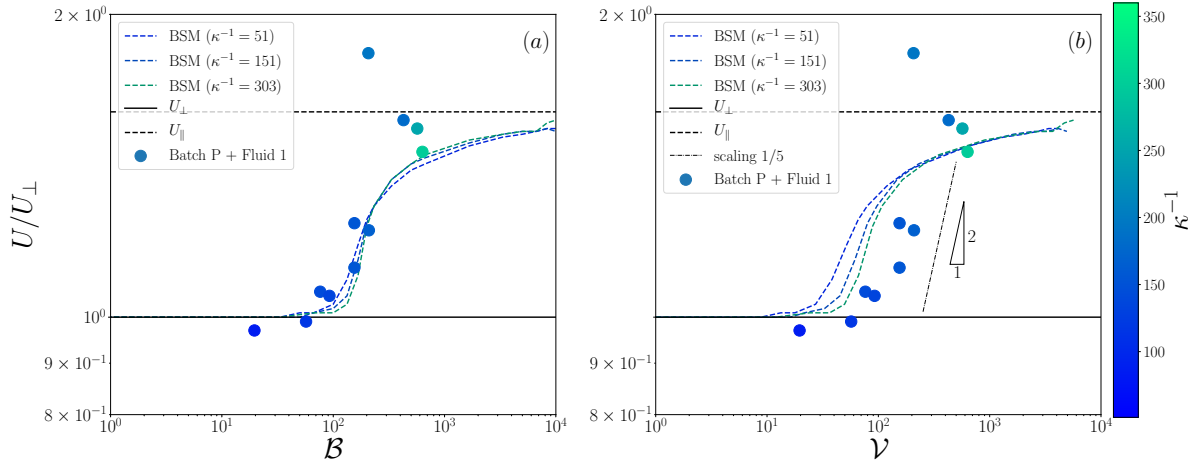 2 × 10⁰
BSM (κ⁻¹ = 51)
BSM (κ⁻¹ = 151)
BSM (κ⁻¹ = 303)
U⊥
U∥
Batch P + Fluid 1
(a)
U/U⊥
10⁰
9 × 10⁻¹
8 × 10⁻¹
10⁰ 10¹ 10² 10³ 10⁴
ℬ
2 × 10⁰
BSM (κ⁻¹ = 51)
BSM (κ⁻¹ = 151)
BSM (κ⁻¹ = 303)
U⊥
U∥
scaling 1/5
Batch P + Fluid 1
(b)
2
1
10⁰
9 × 10⁻¹
8 × 10⁻¹
10⁰ 10¹ 10² 10³ 10⁴
𝒱
350
300
250
200
150
100
κ⁻¹